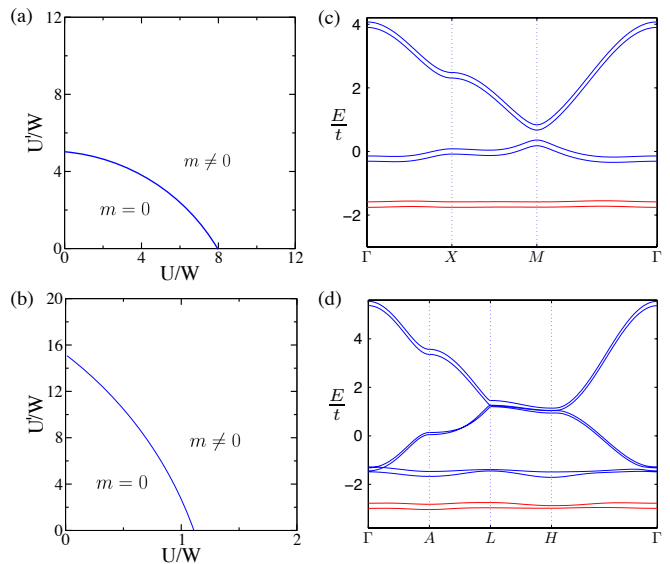 (a)
12
8
4
0
U'/W
m ≠ 0
m = 0
0 4 8 12
U/W
(c)
4
2
0
−2
E/t
Γ X M Γ
(b)
20
16
12
8
4
0
U'/W
m ≠ 0
m = 0
0 1 2
U/W
(d)
4
2
0
−2
E/t
Γ A L H Γ